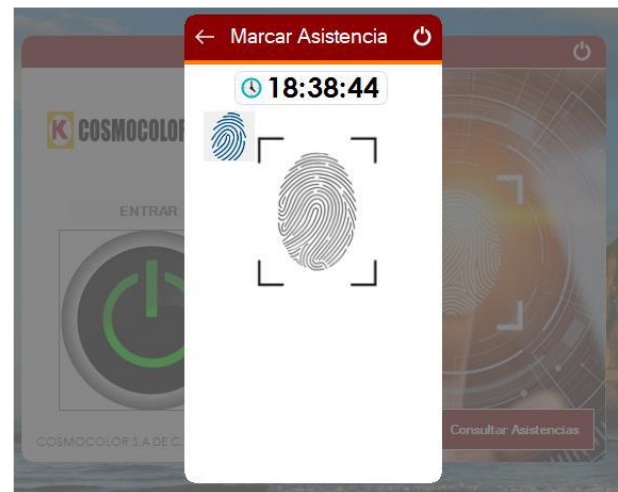 Marcar Asistencia
18:38:44
K COSMOCOLOR
ENTRAR
COSMOCOLOR S.A DE C.
Consultar Asistencias